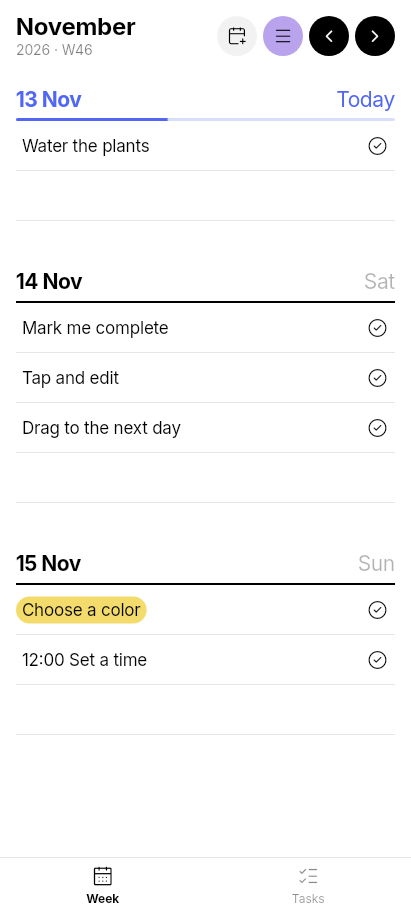 November
2026 · W46
13 Nov
Today
Water the plants
14 Nov
Sat
Mark me complete
Tap and edit
Drag to the next day
15 Nov
Sun
Choose a color
12:00 Set a time
Week
Tasks